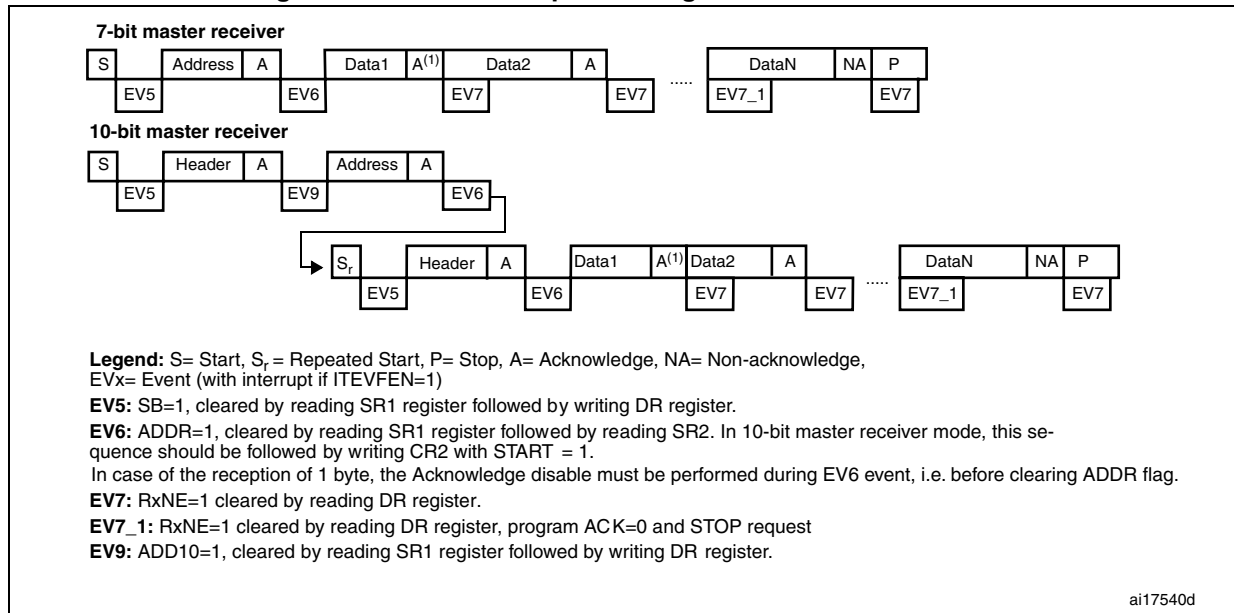 7-bit master receiver
S Address A Data1 A(1) Data2 A ..... DataN NA P
EV5 EV6 EV7 EV7 EV7_1 EV7
10-bit master receiver
S Header A Address A
EV5 EV9 EV6
Sr Header A Data1 A(1) Data2 A ..... DataN NA P
EV5 EV6 EV7 EV7 EV7_1 EV7
Legend: S= Start, Sr = Repeated Start, P= Stop, A= Acknowledge, NA= Non-acknowledge,
EVx= Event (with interrupt if ITEVFEN=1)
EV5: SB=1, cleared by reading SR1 register followed by writing DR register.
EV6: ADDR=1, cleared by reading SR1 register followed by reading SR2. In 10-bit master receiver mode, this se-
quence should be followed by writing CR2 with START = 1.
In case of the reception of 1 byte, the Acknowledge disable must be performed during EV6 event, i.e. before clearing ADDR flag.
EV7: RxNE=1 cleared by reading DR register.
EV7_1: RxNE=1 cleared by reading DR register, program ACK=0 and STOP request
EV9: ADD10=1, cleared by reading SR1 register followed by writing DR register.
ai17540d